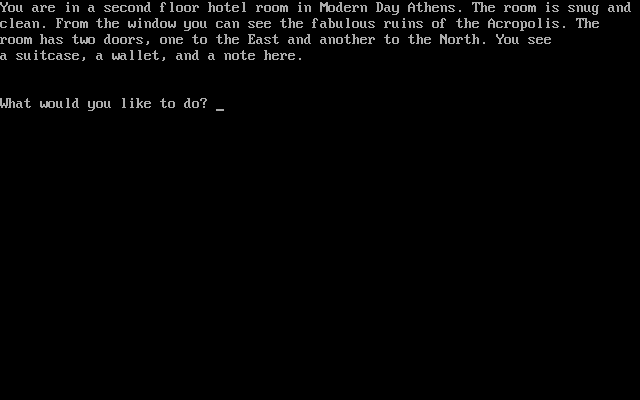 You are in a second floor hotel room in Modern Day Athens. The room is snug and
clean. From the window you can see the fabulous ruins of the Acropolis. The
room has two doors, one to the East and another to the North. You see
a suitcase, a wallet, and a note here.
What would you like to do? _